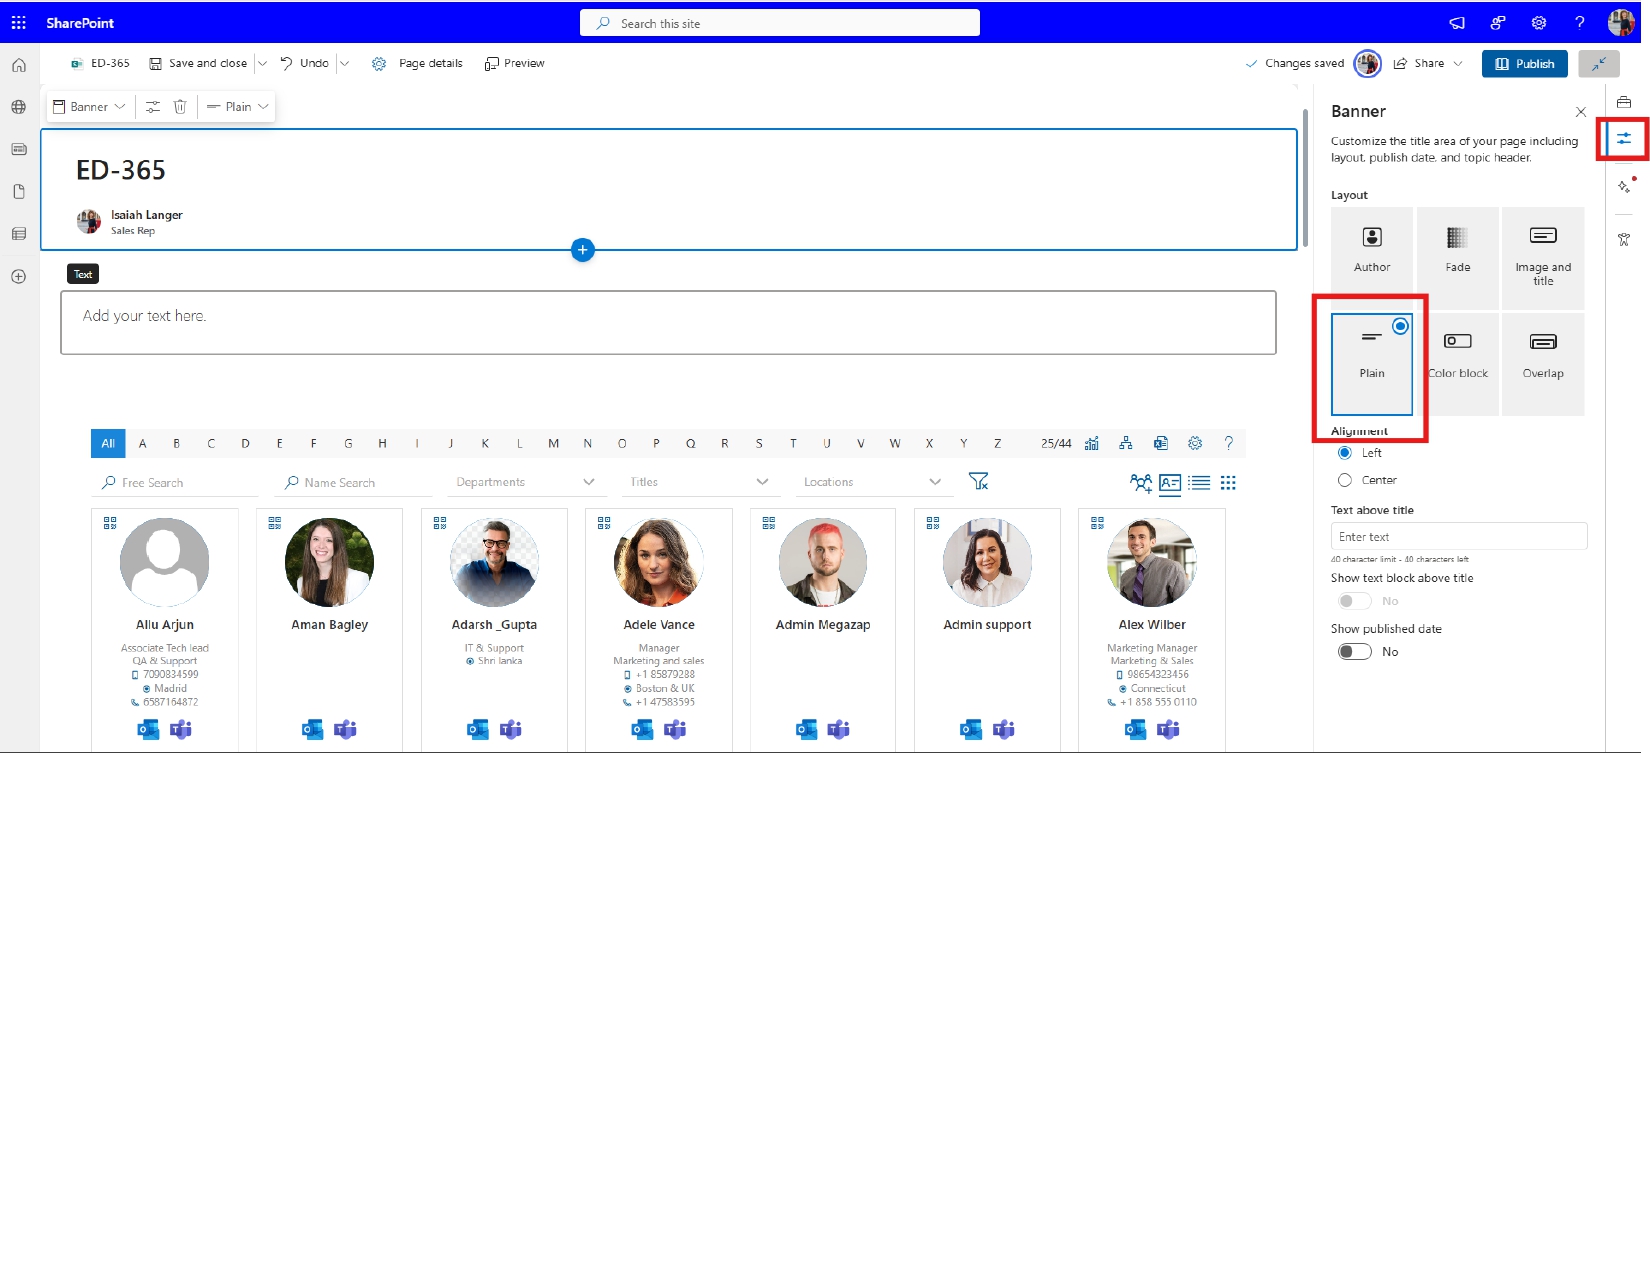 SharePoint
Search this site
ED-365 Save and close Undo Page details Preview Changes saved Share Publish
Banner Plain
ED-365
Isaiah Langer
Sales Rep
Text
Add your text here.
All A B C D E F G H I J K L M N O P Q R S T U V W X Y Z 25/44
Free Search Name Search Departments Titles Locations
Allu Arjun
Associate Tech lead
QA & Support
7090834599
Madrid
6587164872
Aman Bagley
Adarsh _Gupta
IT & Support
Shri lanka
Adele Vance
Manager
Marketing and sales
+1 85879288
Boston & UK
+1 47583595
Admin Megazap
Admin support
Alex Wilber
Marketing Manager
Marketing & Sales
98654323456
Connecticut
+1 858 555 0110
Banner
Customize the title area of your page including
layout, publish date, and topic header.
Layout
Author
Fade
Image and
title
Plain
Color block
Overlap
Alignment
Left
Center
Text above title
Enter text
40 character limit - 40 characters left
Show text block above title
No
Show published date
No